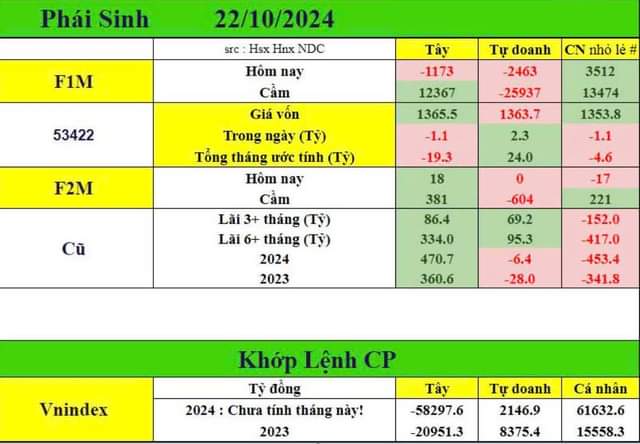 Phái Sinh 22/10/2024
src : Hsx Hnx NDC Tây Tự doanh CN nhỏ lẻ #
F1M
Hôm nay -1173 -2463 3512
Cầm 12367 -25937 13474
53422
Giá vốn 1365.5 1363.7 1353.8
Trong ngày (Tỷ) -1.1 2.3 -1.1
Tổng tháng ước tính (Tỷ) -19.3 24.0 -4.6
F2M
Hôm nay 18 0 -17
Cầm 381 -604 221
Cũ
Lãi 3+ tháng (Tỷ) 86.4 69.2 -152.0
Lãi 6+ tháng (Tỷ) 334.0 95.3 -417.0
2024 470.7 -6.4 -453.4
2023 360.6 -28.0 -341.8
Khớp Lệnh CP
Tỷ đồng Tây Tự doanh Cá nhân
Vnindex
2024 : Chưa tính tháng này! -58297.6 2146.9 61632.6
2023 -20951.3 8375.4 15558.3